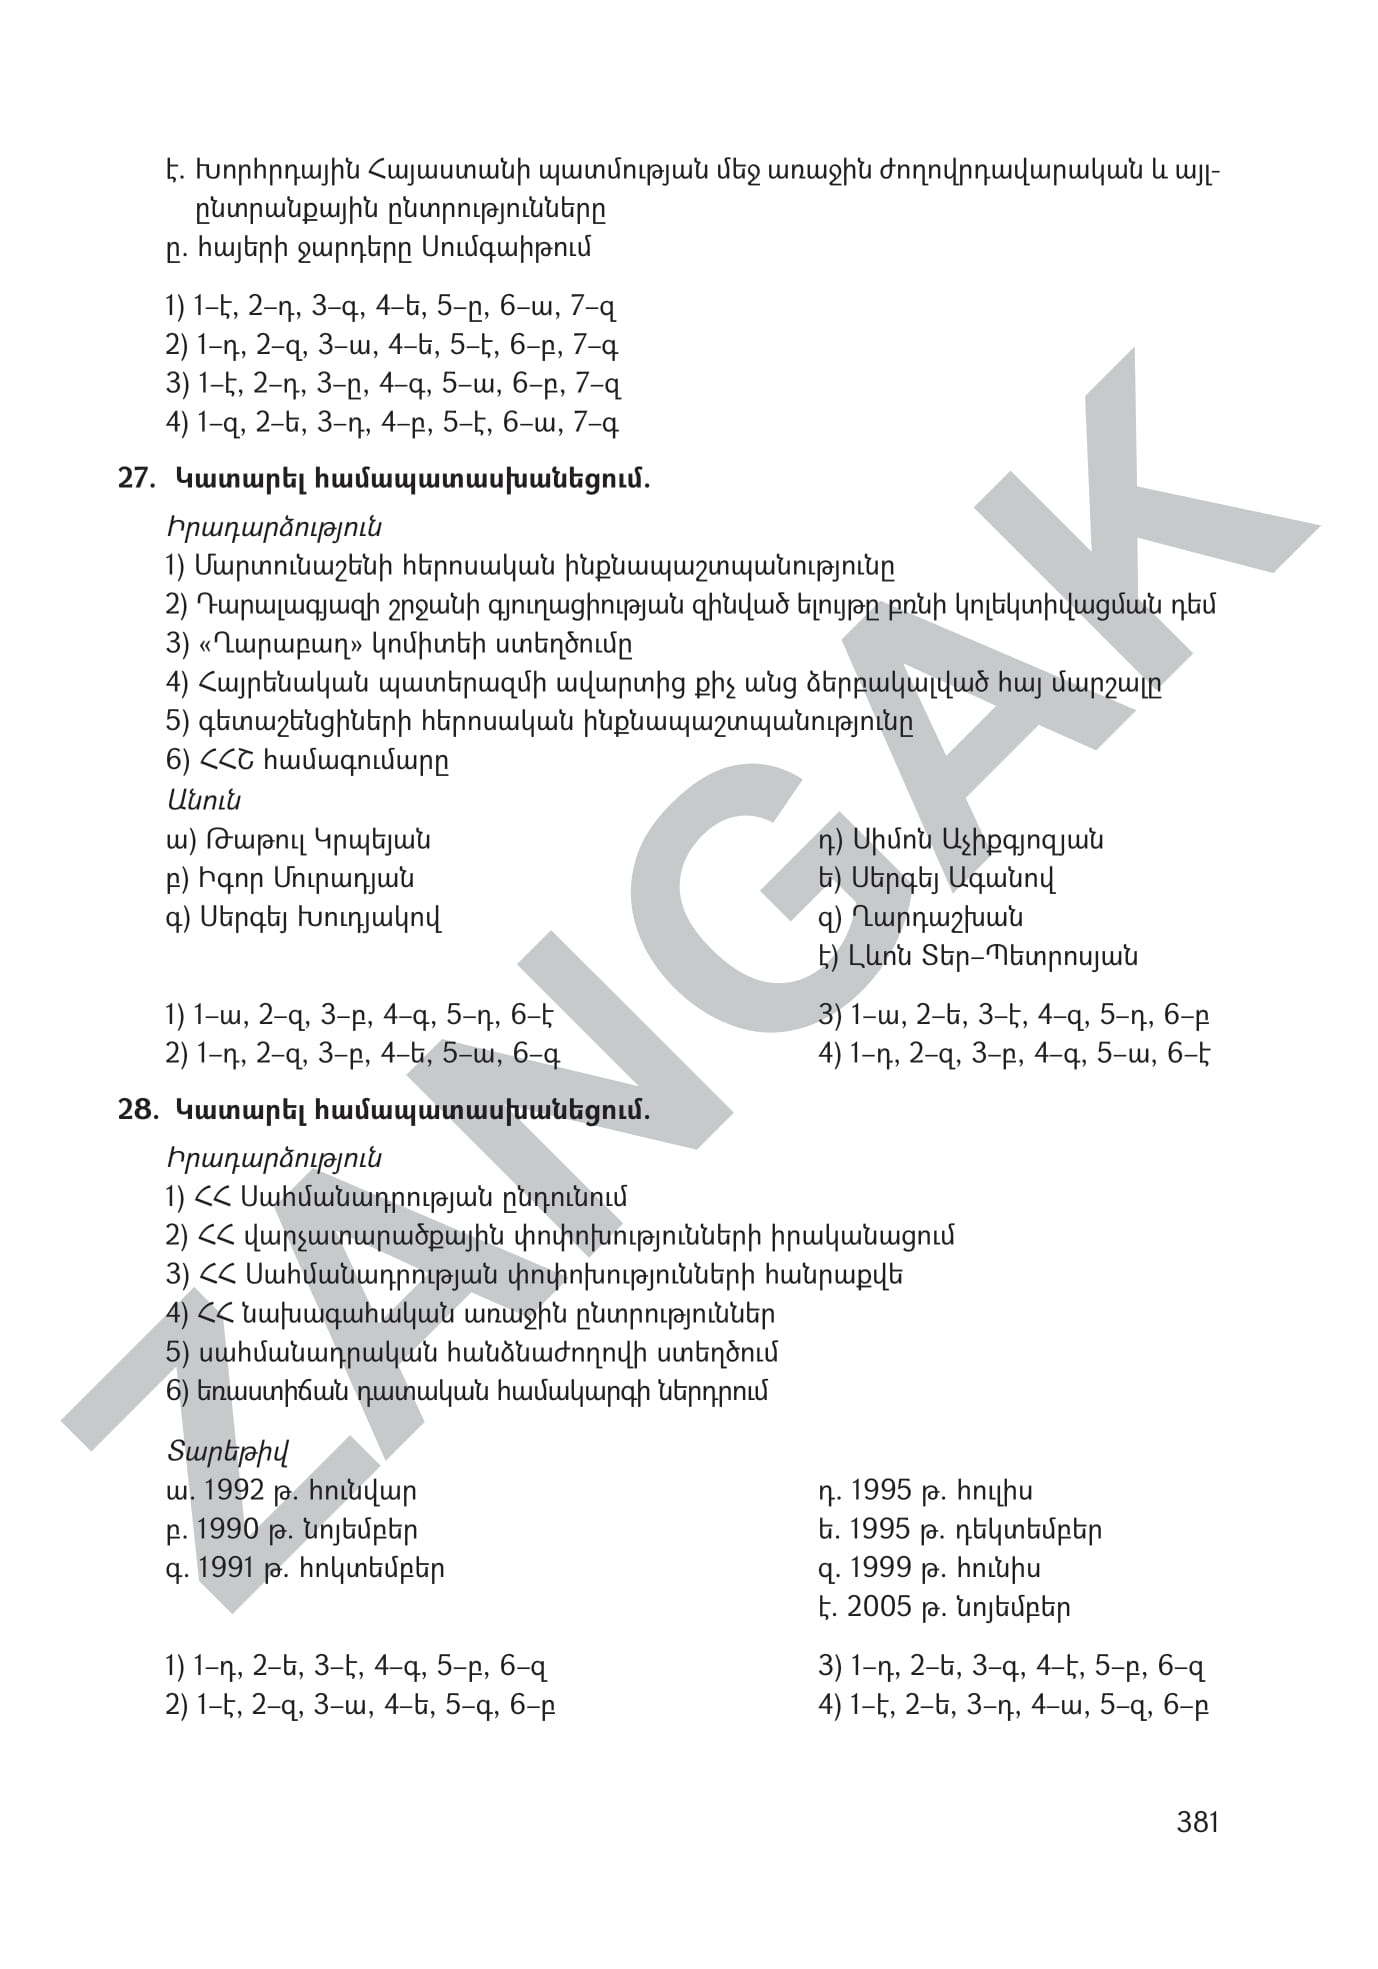 է. Խորհրդային Հայաստանի պատմության մեջ առաջին ժողովրդավարական և այլ-
ընտրանքային ընտրությունները
ը. հայերի ջարդերը Սումգաիթում
1) 1–է, 2–դ, 3–գ, 4–ե, 5–ը, 6–ա, 7–զ
2) 1–դ, 2–զ, 3–ա, 4–ե, 5–է, 6–բ, 7–գ
3) 1–է, 2–դ, 3–ը, 4–գ, 5–ա, 6–բ, 7–զ
4) 1–զ, 2–ե, 3–դ, 4–բ, 5–է, 6–ա, 7–գ
27. Կատարել համապատասխանեցում.
Իրադարձություն
1) Մարտունաշենի հերոսական ինքնապաշտպանությունը
2) Դարալագյազի շրջանի գյուղացիության զինված ելույթը բռնի կոլեկտիվացման դեմ
3) «Ղարաբաղ» կոմիտեի ստեղծումը
4) Հայրենական պատերազմի ավարտից քիչ անց ձերբակալված հայ մարշալը
5) գետաշենցիների հերոսական ինքնապաշտպանությունը
6) ՀՀՇ համագումարը
Անուն
ա) Թաթուլ Կրպեյան
բ) Իգոր Մուրադյան
գ) Սերգեյ Խուդյակով
դ) Սիմոն Աչիքգյոզյան
ե) Սերգեյ Ագանով
զ) Ղարդաշխան
է) Լևոն Տեր–Պետրոսյան
1) 1–ա, 2–զ, 3–բ, 4–գ, 5–դ, 6–է
2) 1–դ, 2–զ, 3–բ, 4–ե, 5–ա, 6–գ
3) 1–ա, 2–ե, 3–է, 4–զ, 5–դ, 6–բ
4) 1–դ, 2–զ, 3–բ, 4–գ, 5–ա, 6–է
28. Կատարել համապատասխանեցում.
Իրադարձություն
1) ՀՀ Սահմանադրության ընդունում
2) ՀՀ վարչատարածքային փոփոխությունների իրականացում
3) ՀՀ Սահմանադրության փոփոխությունների հանրաքվե
4) ՀՀ նախագահական առաջին ընտրություններ
5) սահմանադրական հանձնաժողովի ստեղծում
6) եռաստիճան դատական համակարգի ներդրում
Տարեթիվ
ա. 1992 թ. հունվար
բ. 1990 թ. նոյեմբեր
գ. 1991 թ. հոկտեմբեր
դ. 1995 թ. հուլիս
ե. 1995 թ. դեկտեմբեր
զ. 1999 թ. հունիս
է. 2005 թ. նոյեմբեր
1) 1–դ, 2–ե, 3–է, 4–գ, 5–բ, 6–զ
2) 1–է, 2–զ, 3–ա, 4–ե, 5–գ, 6–բ
3) 1–դ, 2–ե, 3–գ, 4–է, 5–բ, 6–զ
4) 1–է, 2–ե, 3–դ, 4–ա, 5–զ, 6–բ
381
ZANGAK